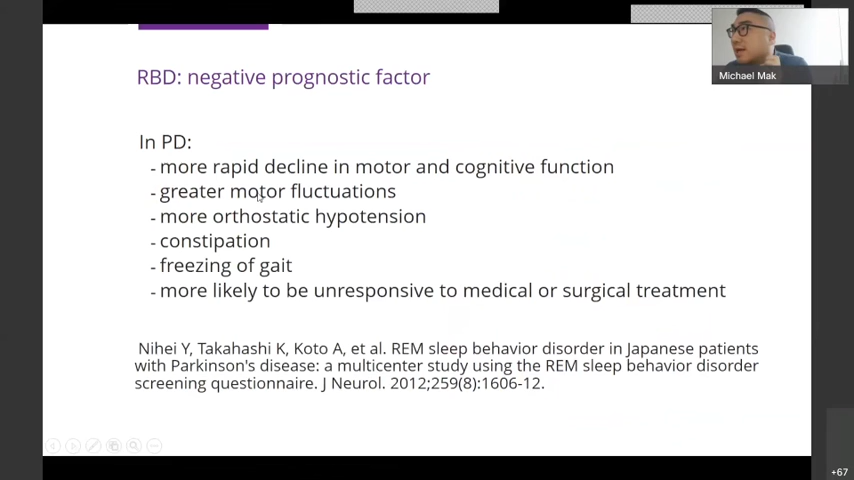 RBD: negative prognostic factor
Michael Mak
In PD:
- more rapid decline in motor and cognitive function
- greater motor fluctuations
- more orthostatic hypotension
- constipation
- freezing of gait
- more likely to be unresponsive to medical or surgical treatment
Nihei Y, Takahashi K, Koto A, et al. REM sleep behavior disorder in Japanese patients
with Parkinson's disease: a multicenter study using the REM sleep behavior disorder
screening questionnaire. J Neurol. 2012;259(8):1606-12.
+67